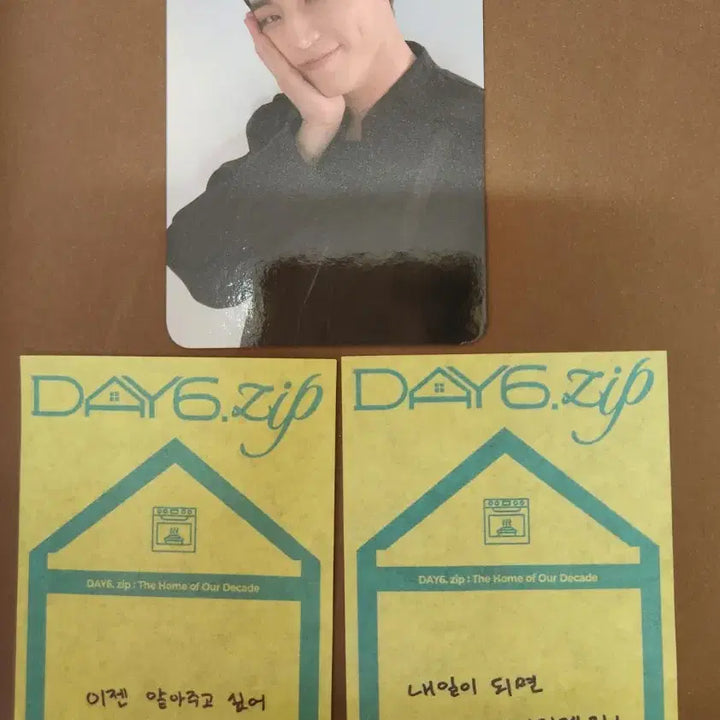 DAY6.zip
DAY6. zip : The Home of Our Decade
이젠 알아주고 싶어
DAY6.zip
DAY6. zip : The Home of Our Decade
내일이 되면